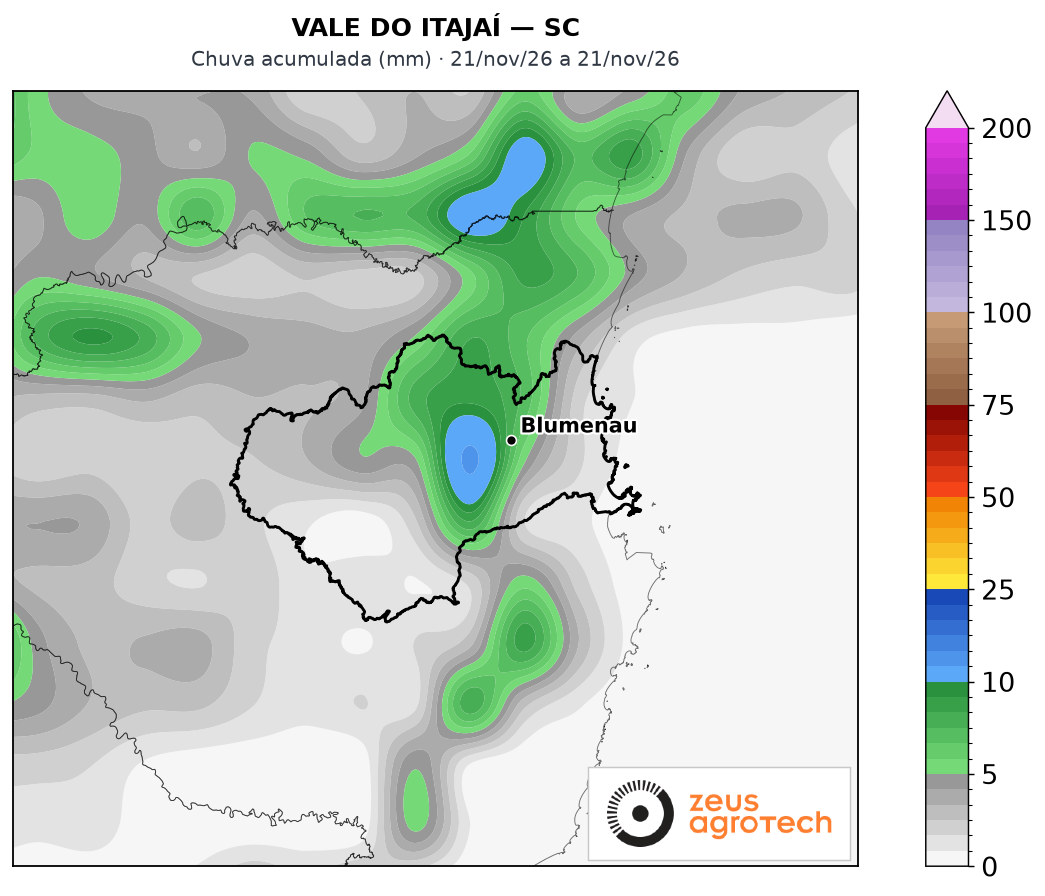 VALE DO ITAJAÍ — SC
Chuva acumulada (mm) · 21/nov/26 a 21/nov/26
200
150
100
75
50
25
10
5
0
Blumenau
zeus
agrotech